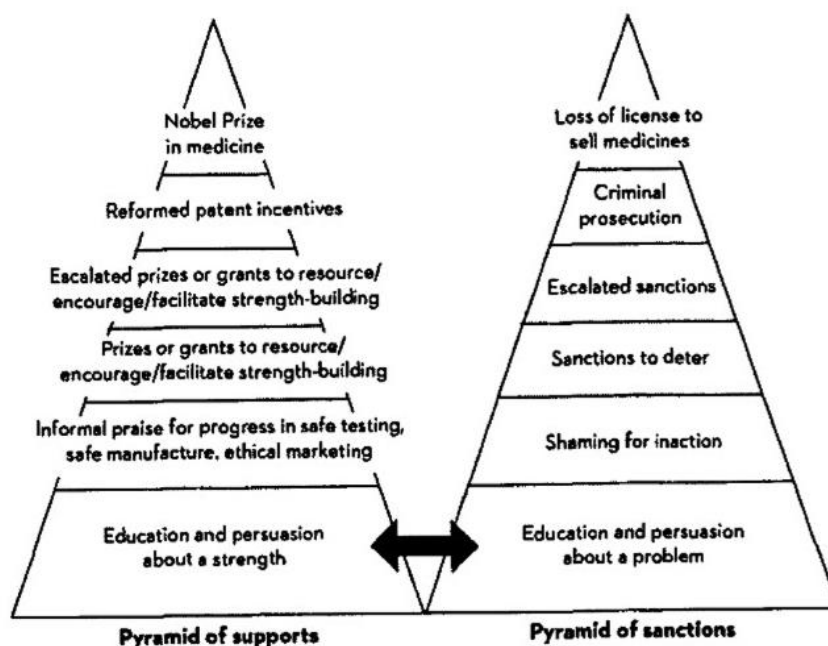 Nobel Prize
in medicine
Reformed patent incentives
Escalated prizes or grants to resource/
encourage/facilitate strength-building
Prizes or grants to resource/
encourage/facilitate strength-building
Informal praise for progress in safe testing,
safe manufacture, ethical marketing
Education and persuasion
about a strength
Pyramid of supports
Loss of license to
sell medicines
Criminal
prosecution
Escalated sanctions
Sanctions to deter
Shaming for inaction
Education and persuasion
about a problem
Pyramid of sanctions